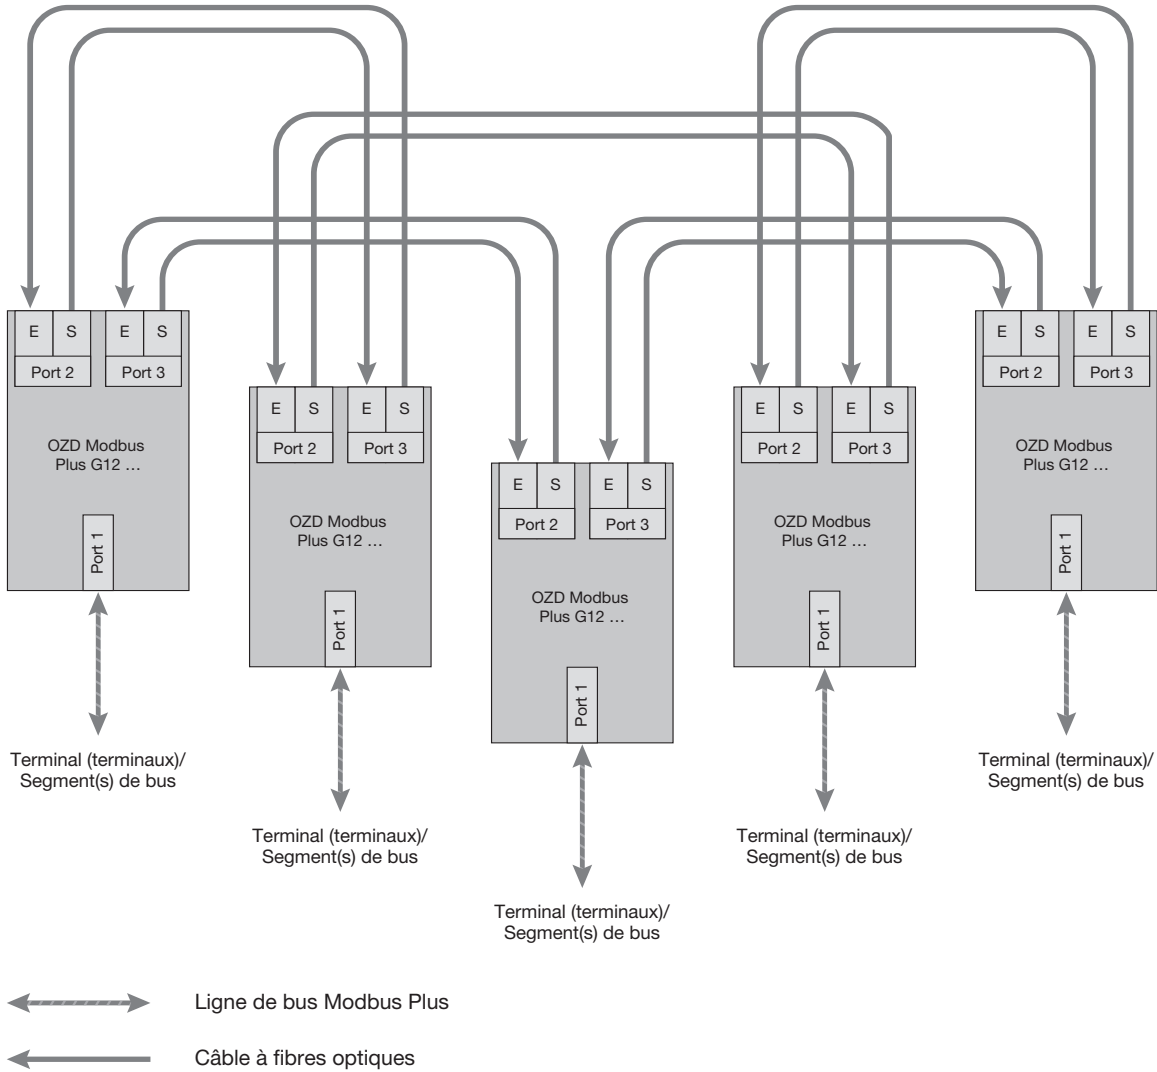 E S E S
Port 2 Port 3
OZD Modbus
Plus G12 …
Port 1
Terminal (terminaux)/
Segment(s) de bus
E S E S
Port 2 Port 3
OZD Modbus
Plus G12 …
Port 1
Terminal (terminaux)/
Segment(s) de bus
E S E S
Port 2 Port 3
OZD Modbus
Plus G12 …
Port 1
Terminal (terminaux)/
Segment(s) de bus
E S E S
Port 2 Port 3
OZD Modbus
Plus G12 …
Port 1
Terminal (terminaux)/
Segment(s) de bus
E S E S
Port 2 Port 3
OZD Modbus
Plus G12 …
Port 1
Terminal (terminaux)/
Segment(s) de bus
Ligne de bus Modbus Plus
Câble à fibres optiques